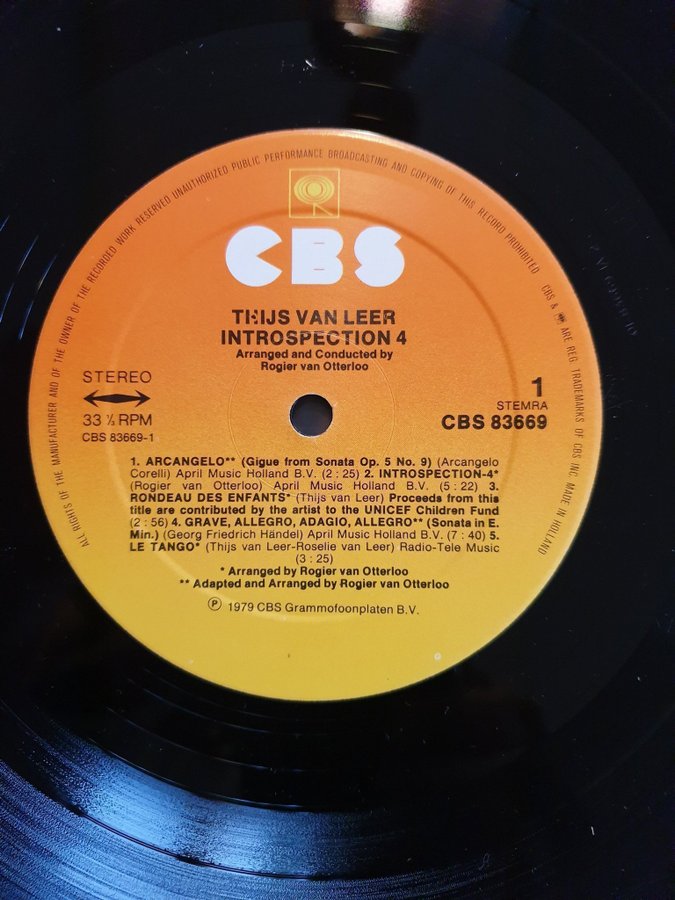 ALL RIGHTS OF THE MANUFACTURER AND OF THE OWNER OF THE RECORDED WORK RESERVED UNAUTHORIZED PUBLIC PERFORMANCE BROADCASTING AND COPYING OF THIS RECORD PROHIBITED
CBS & ARE REG. TRADEMARKS OF CBS INC. MADE IN HOLLAND
CBS
THIJS VAN LEER
INTROSPECTION 4
Arranged and Conducted by
Rogier van Otterloo
STEREO
33 ⅓ RPM
CBS 83669-1
1
STEMRA
CBS 83669
1. ARCANGELO** (Gigue from Sonata Op. 5 No. 9) (Arcangelo
Corelli) April Music Holland B.V. (2 : 25) 2. INTROSPECTION-4*
(Rogier van Otterloo) April Music Holland B.V. (5 : 22) 3.
RONDEAU DES ENFANTS* (Thijs van Leer) Proceeds from this
title are contributed by the artist to the UNICEF Children Fund
(2 : 56) 4. GRAVE, ALLEGRO, ADAGIO, ALLEGRO** (Sonata in E.
Min.) (Georg Friedrich Händel) April Music Holland B.V. (7 : 40) 5.
LE TANGO* (Thijs van Leer-Roselie van Leer) Radio-Tele Music
(3 : 25)
* Arranged by Rogier van Otterloo
** Adapted and Arranged by Rogier van Otterloo
℗ 1979 CBS Grammofoonplaten B.V.